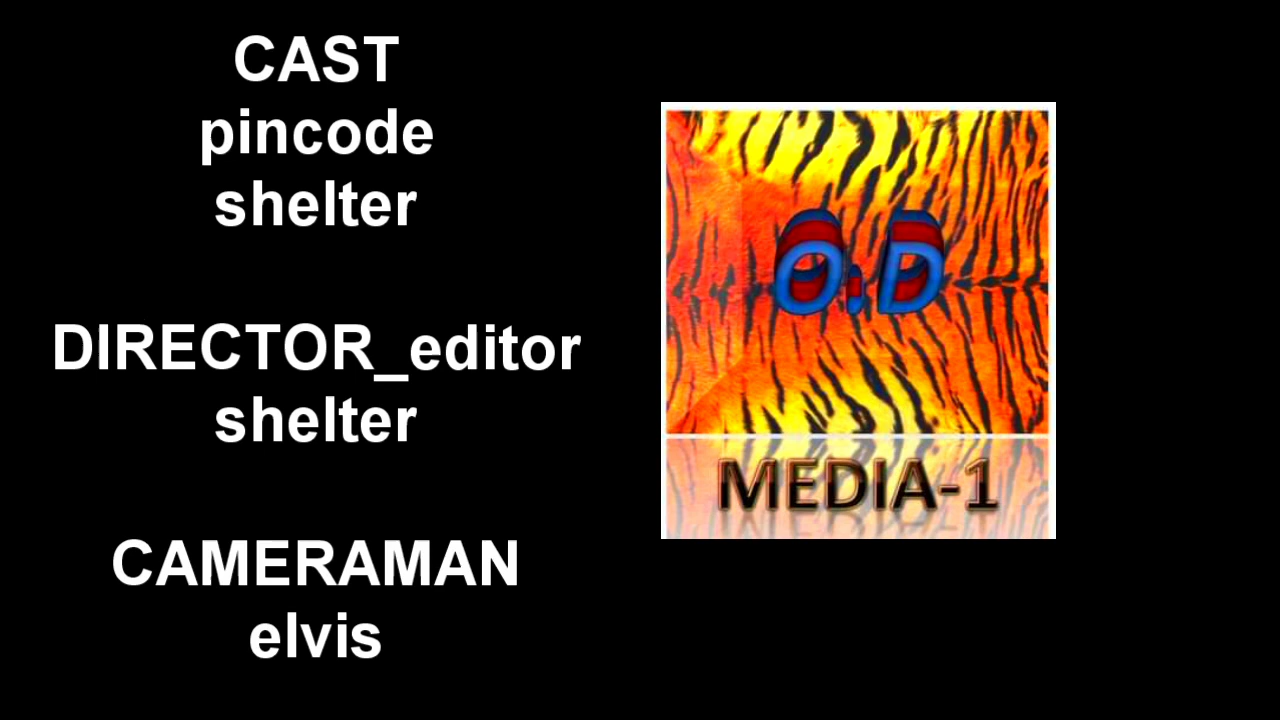 CAST
pincode
shelter
DIRECTOR_editor
shelter
CAMERAMAN
elvis
O.D
MEDIA-1